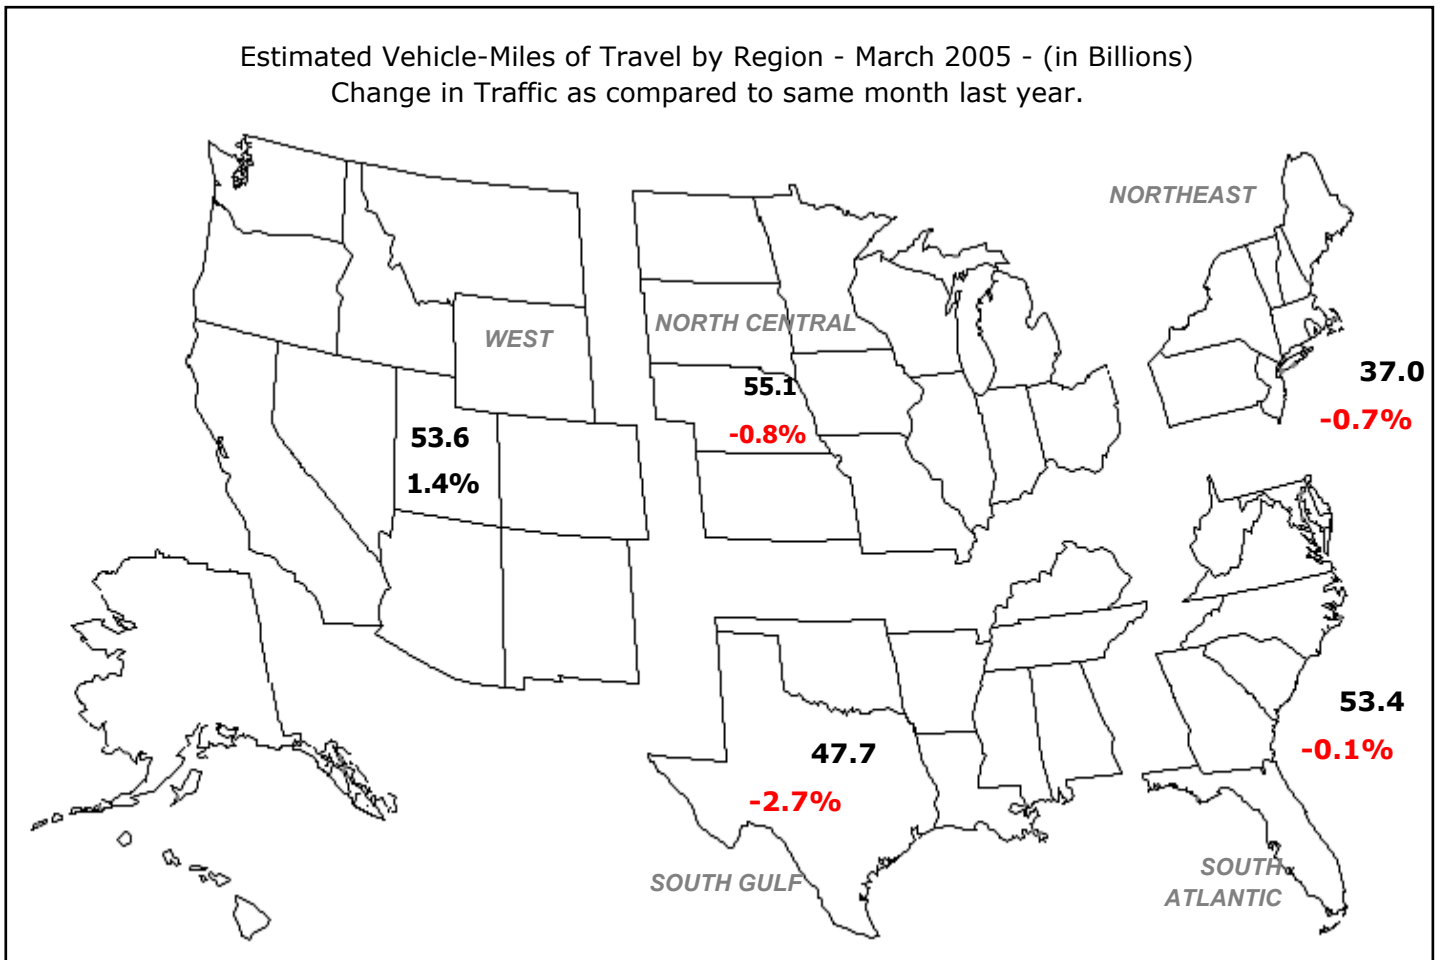 Estimated Vehicle-Miles of Travel by Region - March 2005 - (in Billions)
Change in Traffic as compared to same month last year.
NORTHEAST
WEST
NORTH CENTRAL
37.0
-0.7%
55.1
-0.8%
53.6
1.4%
53.4
-0.1%
47.7
-2.7%
SOUTH GULF
SOUTH
ATLANTIC